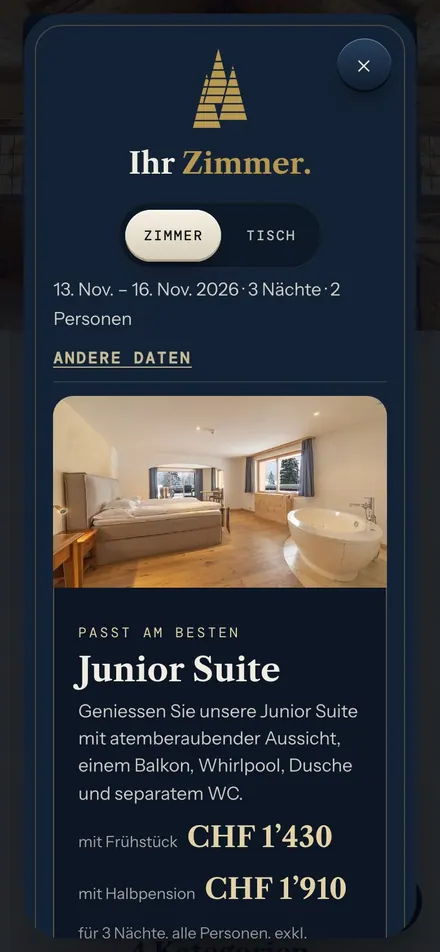 ×
Ihr Zimmer.
ZIMMER TISCH
13. Nov. – 16. Nov. 2026 · 3 Nächte · 2
Personen
ANDERE DATEN
PASST AM BESTEN
Junior Suite
Geniessen Sie unsere Junior Suite
mit atemberaubender Aussicht,
einem Balkon, Whirlpool, Dusche
und separatem WC.
mit Frühstück CHF 1’430
mit Halbpension CHF 1’910
für 3 Nächte, alle Personen, exkl.
4 Kategorien